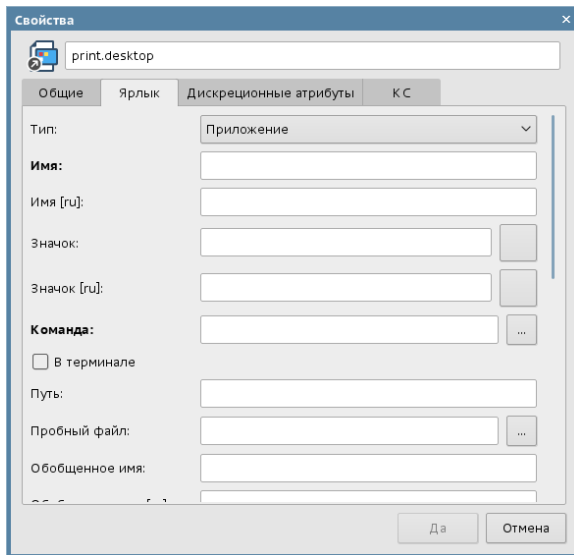 Свойства
print.desktop
Общие Ярлык Дискреционные атрибуты КС
Тип: Приложение
Имя:
Имя [ru]:
Значок:
Значок [ru]:
Команда: ...
В терминале
Путь:
Пробный файл: ...
Обобщенное имя:
Да Отмена